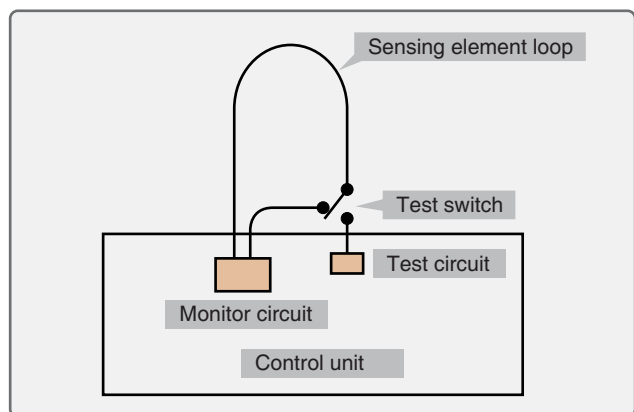 Sensing element loop
Test switch
Test circuit
Monitor circuit
Control unit